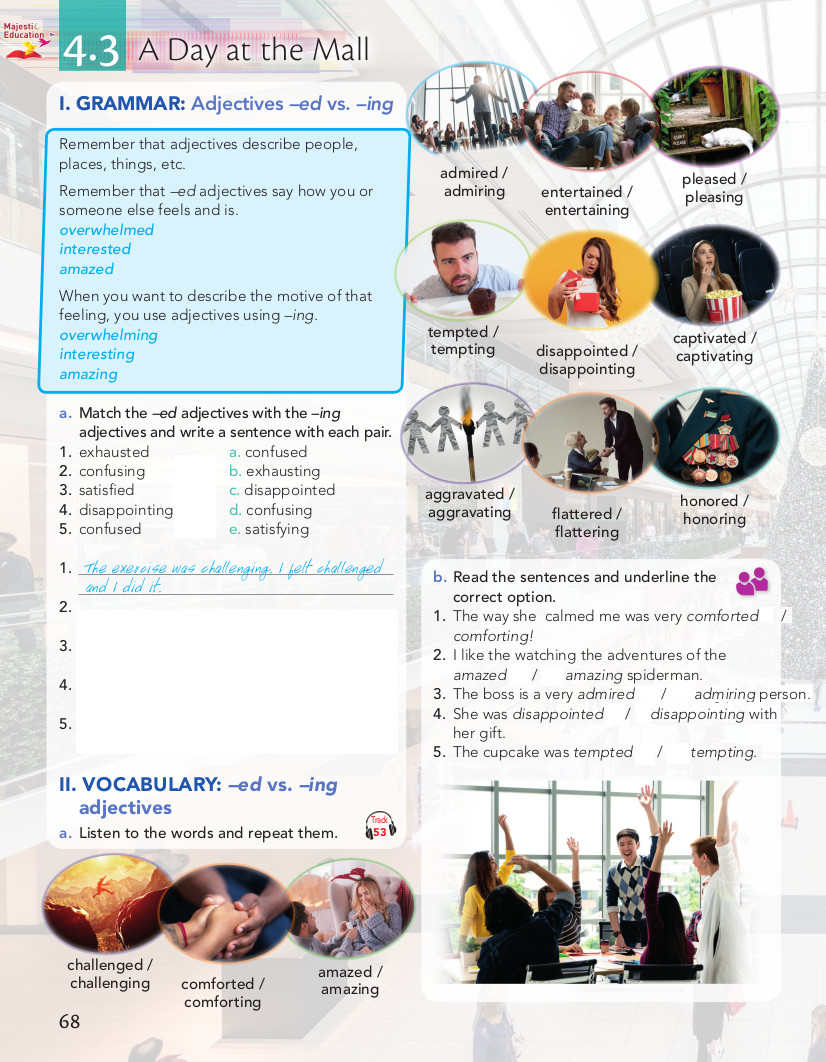 Majestic
Education ™
4.3 A Day at the Mall
I. GRAMMAR: Adjectives –ed vs. –ing
Remember that adjectives describe people,
places, things, etc.
Remember that –ed adjectives say how you or
someone else feels and is.
overwhelmed
interested
amazed
When you want to describe the motive of that
feeling, you use adjectives using –ing.
overwhelming
interesting
amazing
a. Match the –ed adjectives with the –ing
adjectives and write a sentence with each pair.
1. exhausted a. confused
2. confusing b. exhausting
3. satisfied c. disappointed
4. disappointing d. confusing
5. confused e. satisfying
1. The exercise was challenging. I felt challenged
and I did it.
2.
3.
4.
5.
II. VOCABULARY: –ed vs. –ing
adjectives
a. Listen to the words and repeat them.
Track
53
challenged /
challenging
comforted /
comforting
amazed /
amazing
admired /
admiring
entertained /
entertaining
QUIET
PLEASE
pleased /
pleasing
tempted /
tempting
disappointed /
disappointing
captivated /
captivating
aggravated /
aggravating
flattered /
flattering
honored /
honoring
b. Read the sentences and underline the
correct option.
1. The way she calmed me was very comforted /
comforting!
2. I like the watching the adventures of the
amazed / amazing spiderman.
3. The boss is a very admired / admiring person.
4. She was disappointed / disappointing with
her gift.
5. The cupcake was tempted / tempting.
68